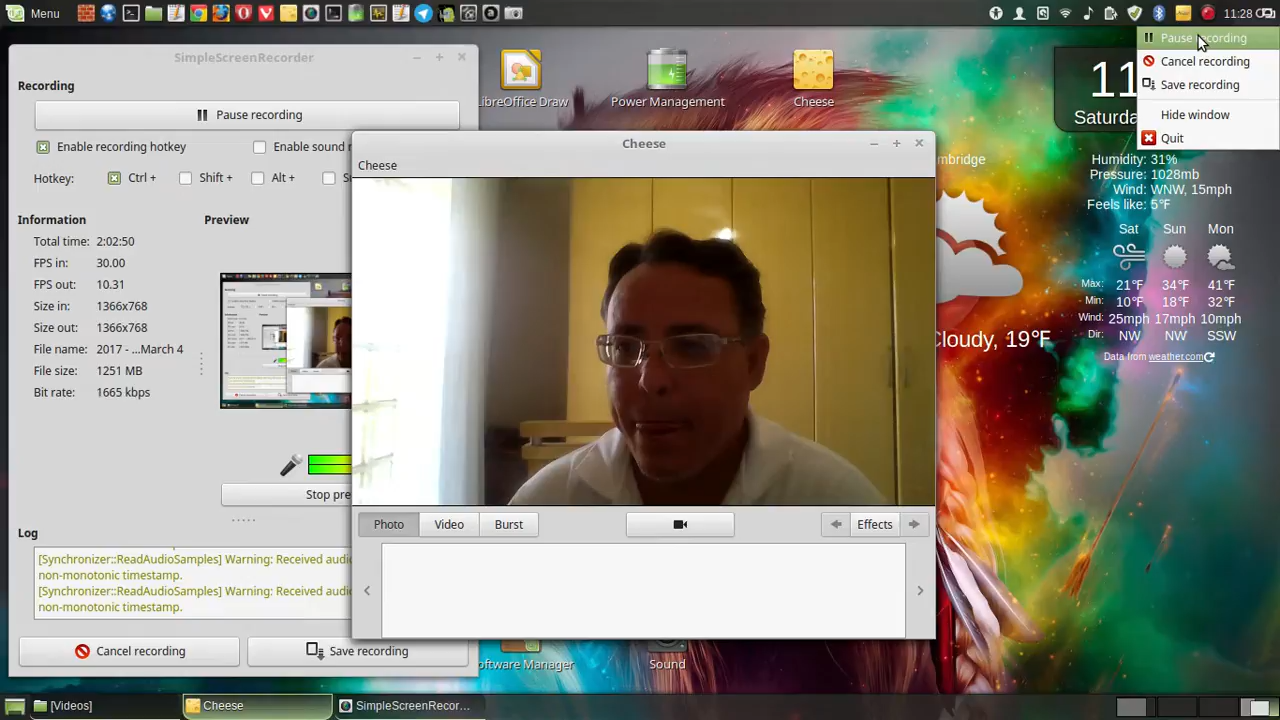 Menu
11:28
SimpleScreenRecorder
Recording
Pause recording
Enable recording hotkey
Enable sound
Hotkey:
Ctrl +
Shift +
Alt +
Information
Preview
Total time: 2:02:50
FPS in: 30.00
FPS out: 10.31
Size in: 1366x768
Size out: 1366x768
File name: 2017 - ...March 4
File size: 1251 MB
Bit rate: 1665 kbps
Stop pre
Log
[Synchronizer::ReadAudioSamples] Warning: Received
non-monotonic timestamp.
[Synchronizer::ReadAudioSamples] Warning: Received
non-monotonic timestamp.
Cancel recording
Save recording
LibreOffice Draw
Power Management
Cheese
Cheese
Cheese
Photo
Video
Burst
Effects
oftware Manager
Sound
Pause recording
Cancel recording
Save recording
Hide window
Quit
11
Saturda
mbridge
Humidity: 31%
Pressure: 1028mb
Wind: WNW, 15mph
Feels like: 5°F
Sat Sun Mon
Max: 21°F 34°F 41°F
Min: 10°F 18°F 32°F
Wind: 25mph 17mph 10mph
Dir: NW NW SSW
Cloudy, 19°F
Data from weather.com
[Videos]
Cheese
SimpleScreenRecor...